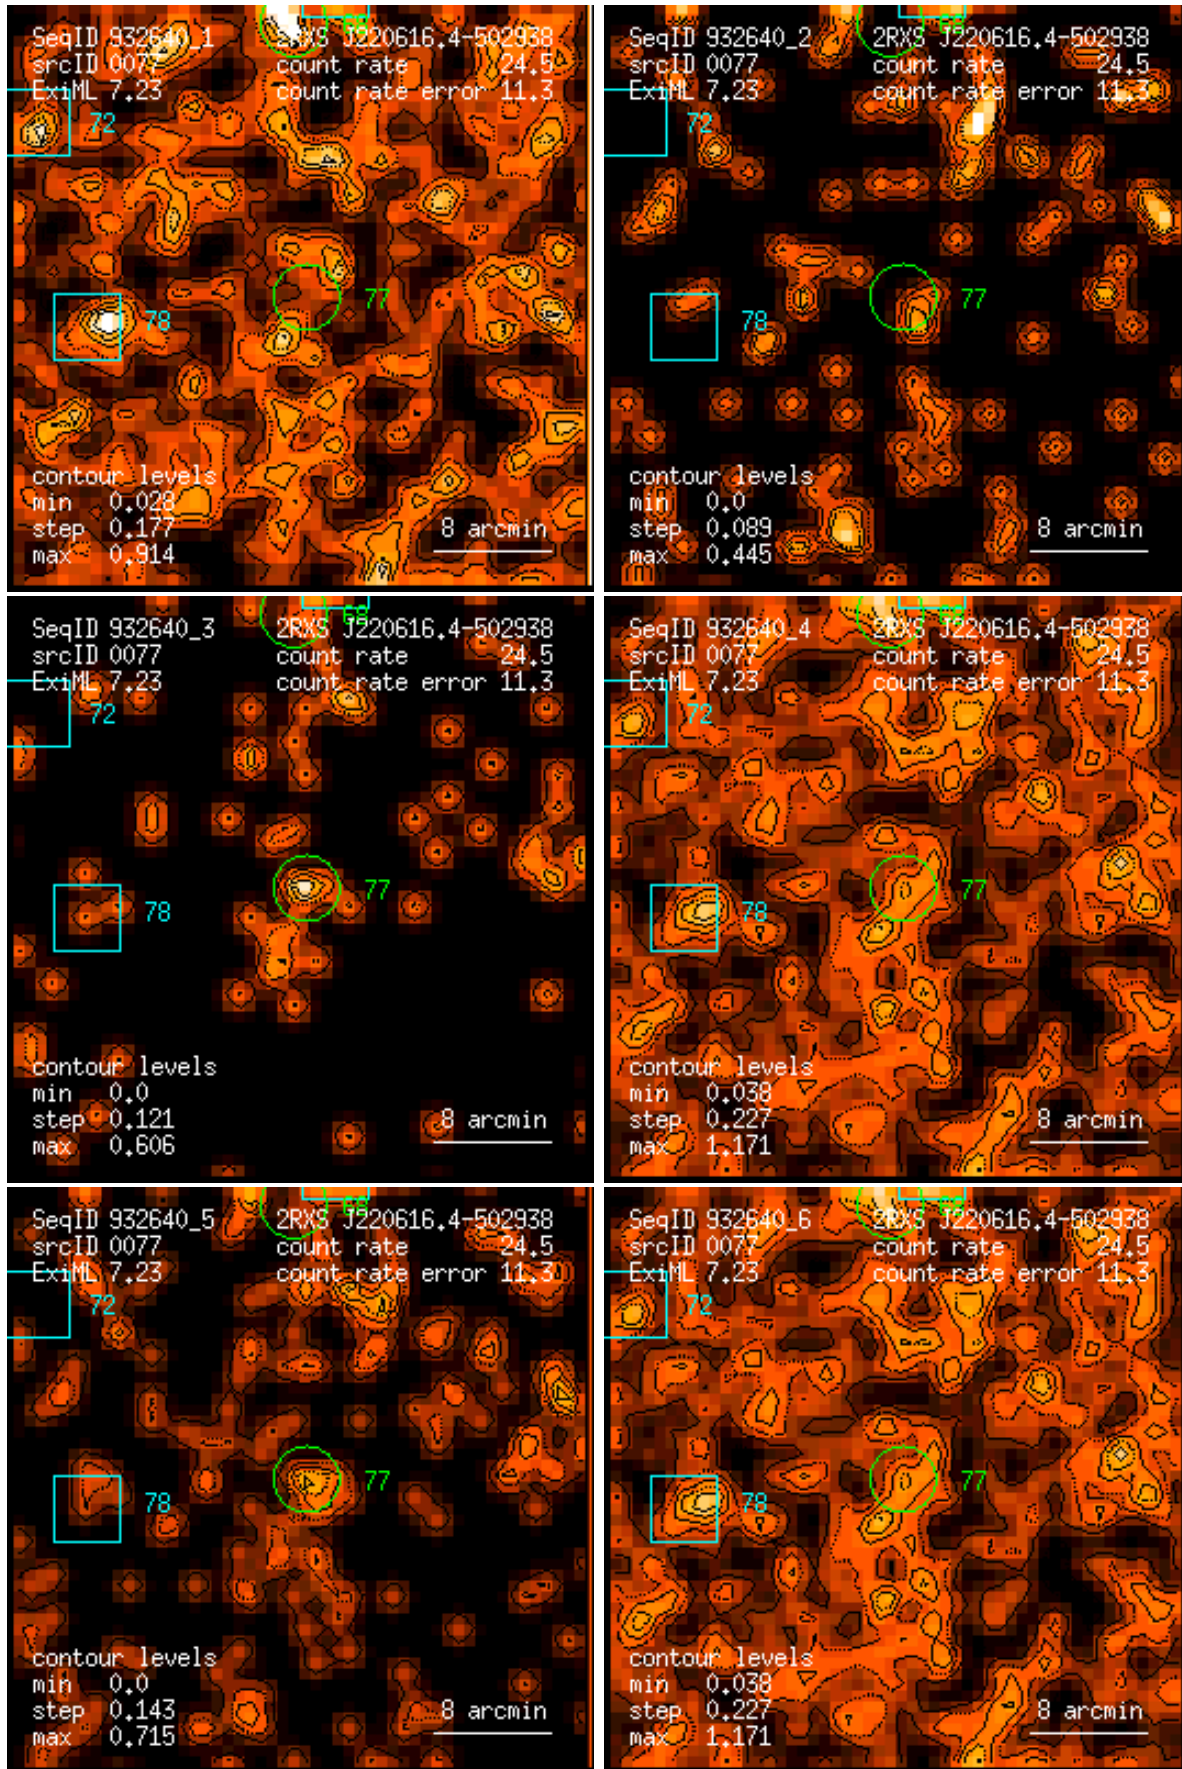 SeqID 932640_1 2RXS J220616.4-502938
srcID 0077 count rate 24.5
ExiML 7.23 count rate error 11.3
68
72
77
78
contour levels
min 0.028
step 0.177
max 0.914
8 arcmin
SeqID 932640_2 2RXS J220616.4-502938
srcID 0077 count rate 24.5
ExiML 7.23 count rate error 11.3
72
77
78
contour levels
min 0.0
step 0.089
max 0.445
8 arcmin
SeqID 932640_3 2RXS J220616.4-502938
srcID 0077 count rate 24.5
ExiML 7.23 count rate error 11.3
68
72
77
78
contour levels
min 0.0
step 0.121
max 0.606
8 arcmin
SeqID 932640_4 2RXS J220616.4-502938
srcID 0077 count rate 24.5
ExiML 7.23 count rate error 11.3
72
77
78
contour levels
min 0.038
step 0.227
max 1.171
8 arcmin
SeqID 932640_5 2RXS J220616.4-502938
srcID 0077 count rate 24.5
ExiML 7.23 count rate error 11.3
68
72
77
78
contour levels
min 0.0
step 0.143
max 0.715
8 arcmin
SeqID 932640_6 2RXS J220616.4-502938
srcID 0077 count rate 24.5
ExiML 7.23 count rate error 11.3
72
77
78
contour levels
min 0.038
step 0.227
max 1.171
8 arcmin